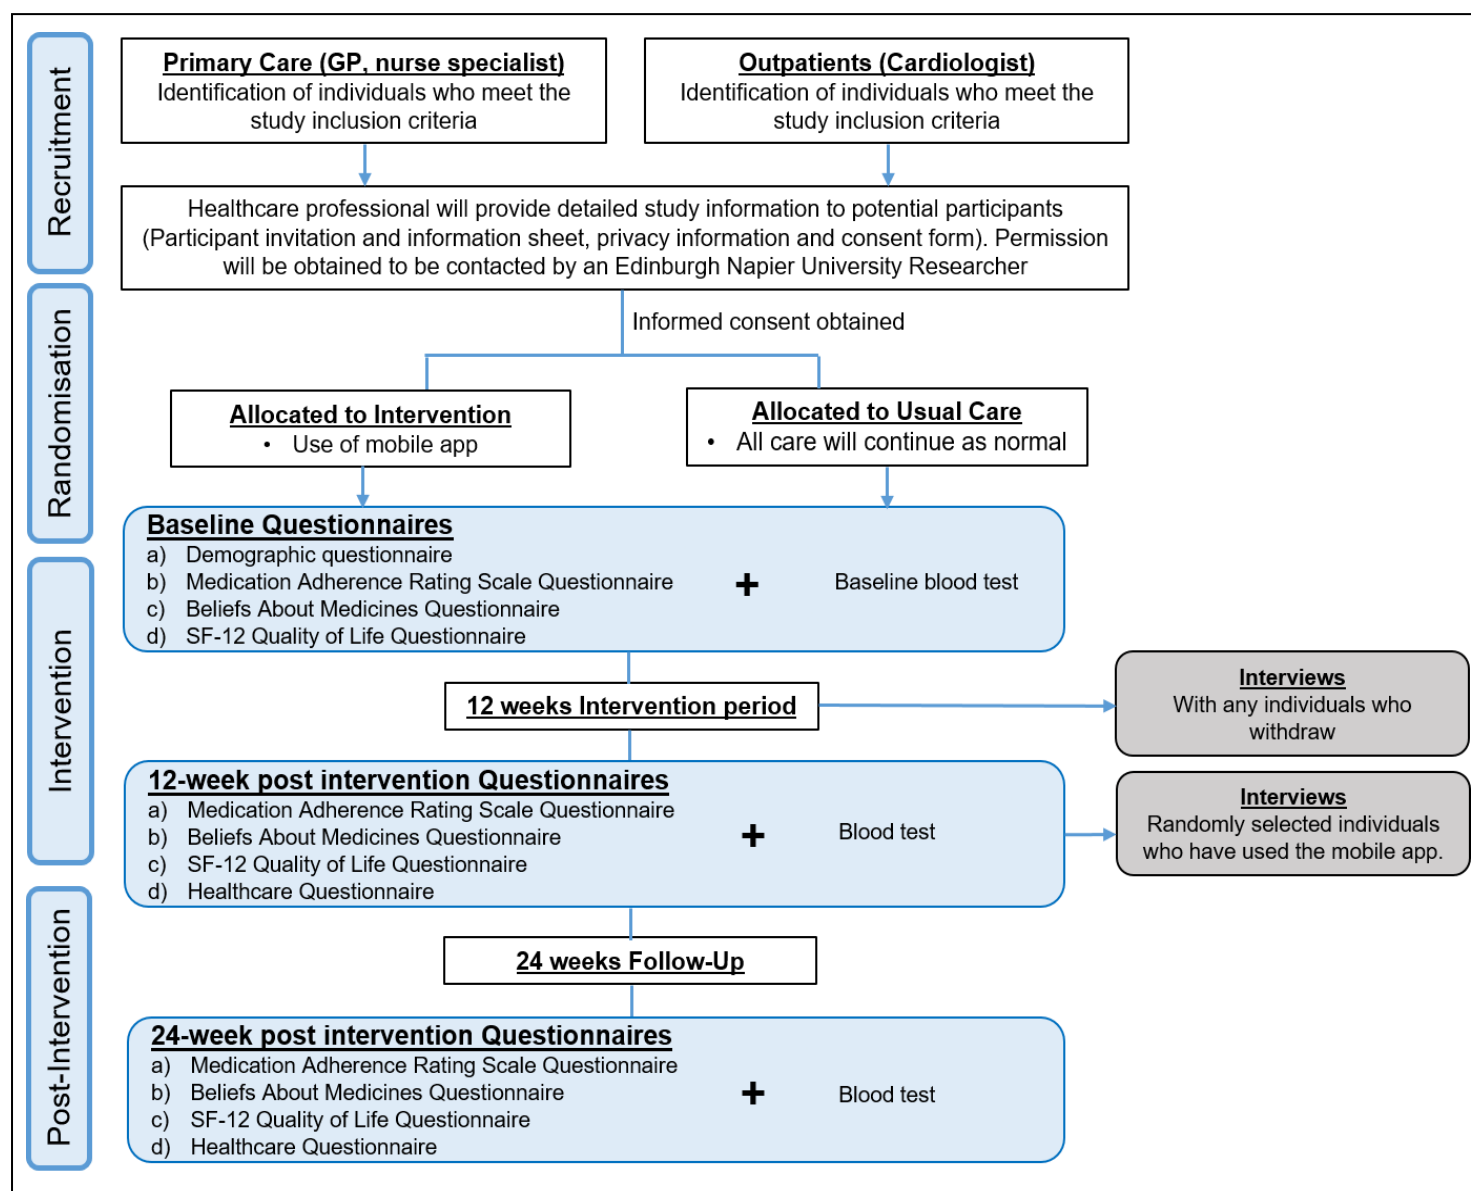 Recruitment
Primary Care (GP, nurse specialist)
Identification of individuals who meet the
study inclusion criteria
Outpatients (Cardiologist)
Identification of individuals who meet the
study inclusion criteria
Healthcare professional will provide detailed study information to potential participants
(Participant invitation and information sheet, privacy information and consent form). Permission
will be obtained to be contacted by an Edinburgh Napier University Researcher
Randomisation
Informed consent obtained
Allocated to Intervention
• Use of mobile app
Allocated to Usual Care
• All care will continue as normal
Baseline Questionnaires
a) Demographic questionnaire
b) Medication Adherence Rating Scale Questionnaire
c) Beliefs About Medicines Questionnaire
d) SF-12 Quality of Life Questionnaire
+
Baseline blood test
Intervention
12 weeks Intervention period
Interviews
With any individuals who
withdraw
12-week post intervention Questionnaires
a) Medication Adherence Rating Scale Questionnaire
b) Beliefs About Medicines Questionnaire
c) SF-12 Quality of Life Questionnaire
d) Healthcare Questionnaire
+
Blood test
Interviews
Randomly selected individuals
who have used the mobile app.
Post-Intervention
24 weeks Follow-Up
24-week post intervention Questionnaires
a) Medication Adherence Rating Scale Questionnaire
b) Beliefs About Medicines Questionnaire
c) SF-12 Quality of Life Questionnaire
d) Healthcare Questionnaire
+
Blood test